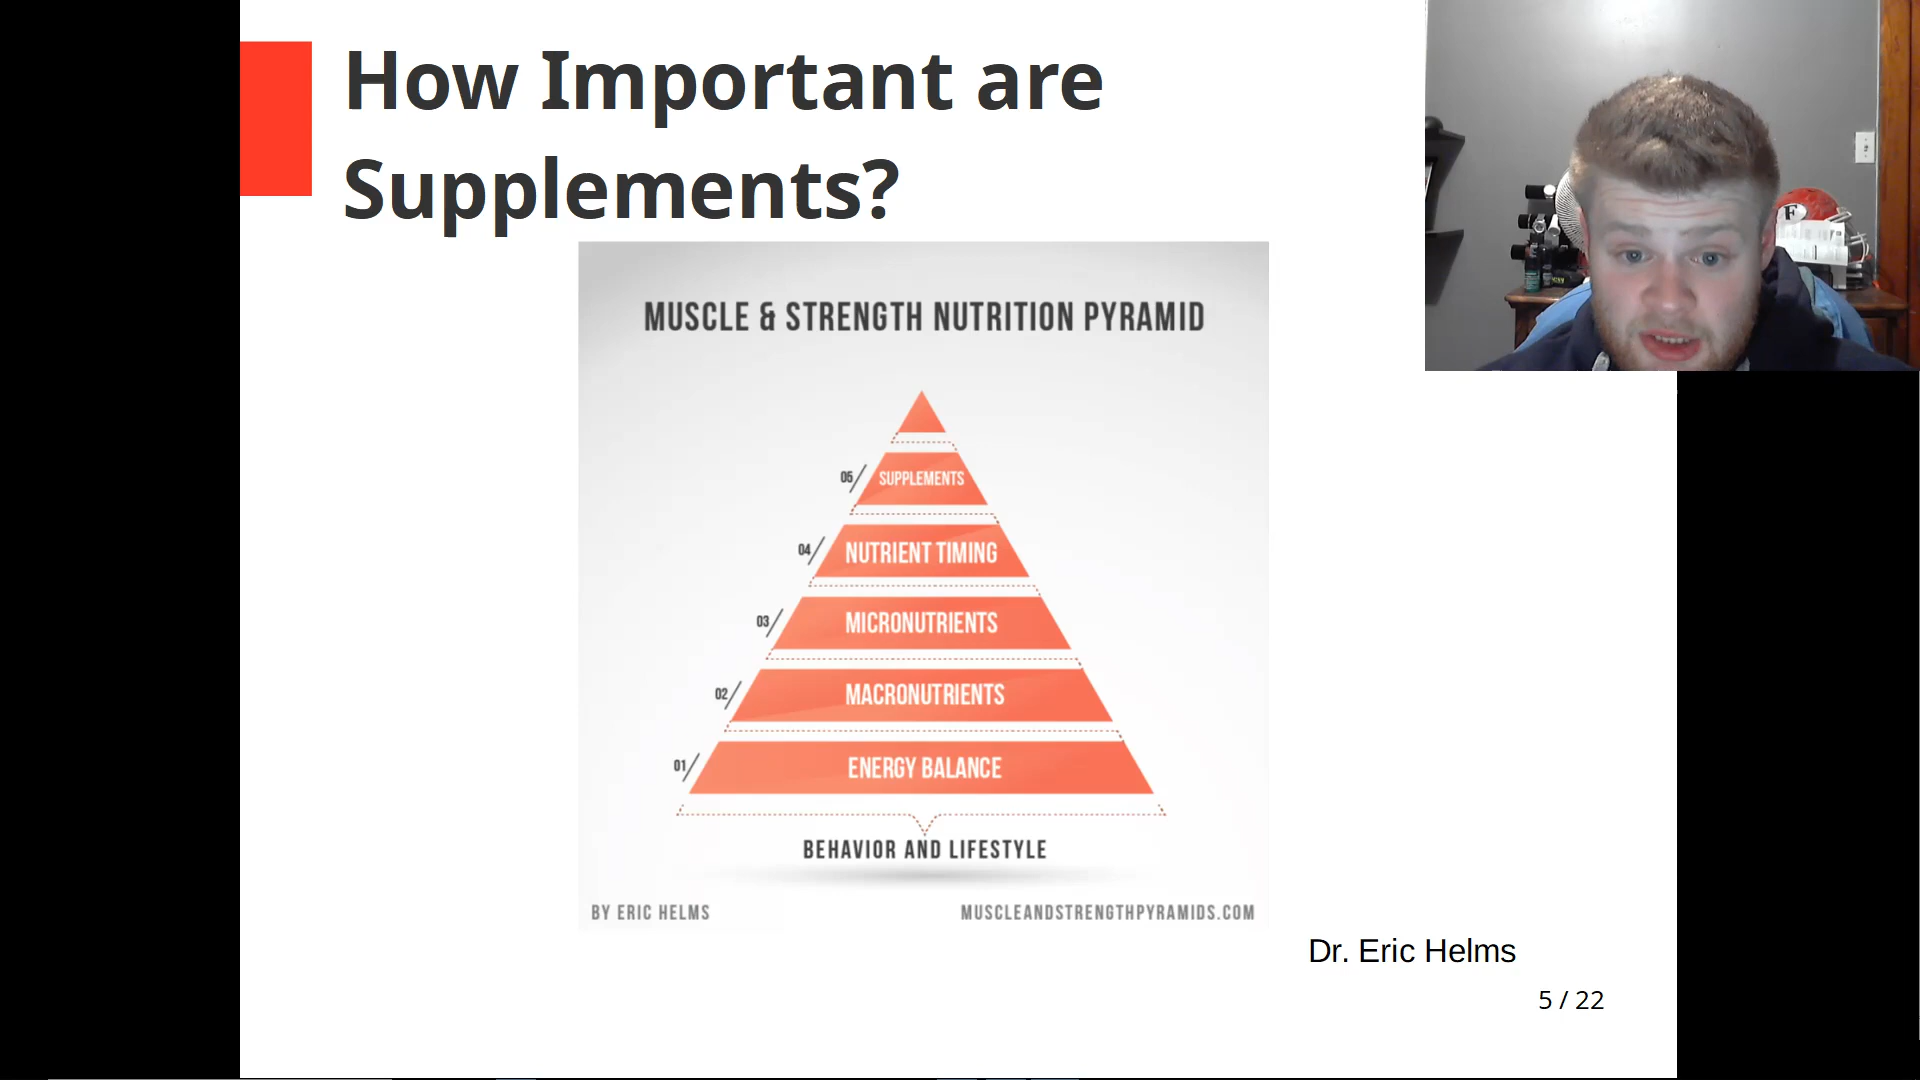 How Important are
Supplements?
MUSCLE & STRENGTH NUTRITION PYRAMID
05/ SUPPLEMENTS
04/ NUTRIENT TIMING
03/ MICRONUTRIENTS
02/ MACRONUTRIENTS
01/ ENERGY BALANCE
BEHAVIOR AND LIFESTYLE
BY ERIC HELMS
MUSCLEANDSTRENGTHPYRAMIDS.COM
Dr. Eric Helms
5 / 22
F